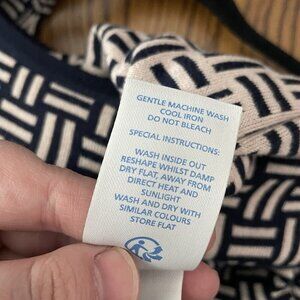 GENTLE MACHINE WASH
COOL IRON
DO NOT BLEACH
SPECIAL INSTRUCTIONS:
WASH INSIDE OUT
RESHAPE WHILST DAMP
DRY FLAT, AWAY FROM
DIRECT HEAT AND
SUNLIGHT
WASH AND DRY WITH
SIMILAR COLOURS
STORE FLAT